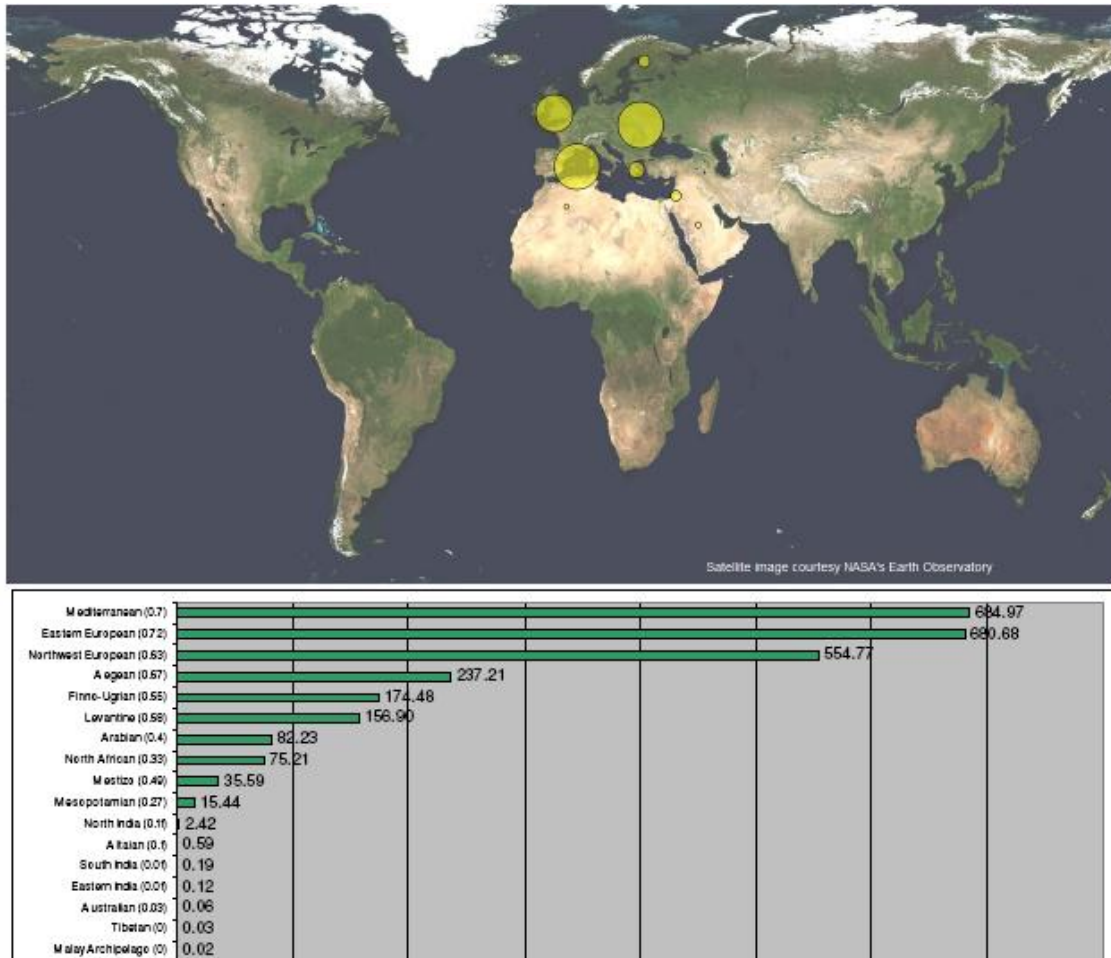 Satellite image courtesy NASA's Earth Observatory
Mediterranean (0.7) 684.97
Eastern European (0.72) 680.68
Northwest European (0.63) 554.77
Aegean (0.67) 237.21
Finno-Ugrian (0.55) 174.48
Levantine (0.58) 156.90
Arabian (0.4) 82.23
North African (0.33) 75.21
Mestizo (0.49) 35.59
Mesopotamian (0.27) 15.44
North India (0.11) 2.42
Altaian (0.1) 0.59
South India (0.01) 0.19
Eastern India (0.01) 0.12
Australian (0.03) 0.06
Tibetan (0) 0.03
Malay Archipelago (0) 0.02